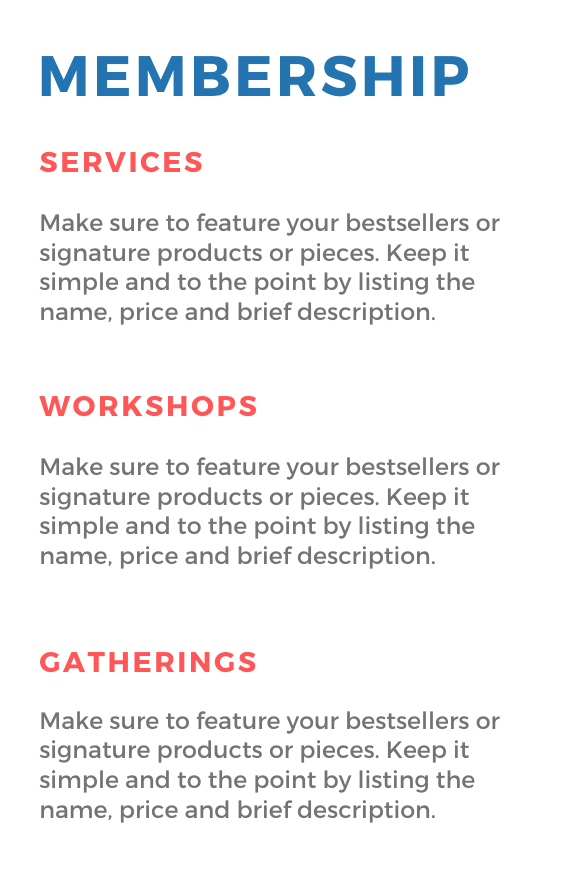 MEMBERSHIP
SERVICES
Make sure to feature your bestsellers or
signature products or pieces. Keep it
simple and to the point by listing the
name, price and brief description.
WORKSHOPS
Make sure to feature your bestsellers or
signature products or pieces. Keep it
simple and to the point by listing the
name, price and brief description.
GATHERINGS
Make sure to feature your bestsellers or
signature products or pieces. Keep it
simple and to the point by listing the
name, price and brief description.